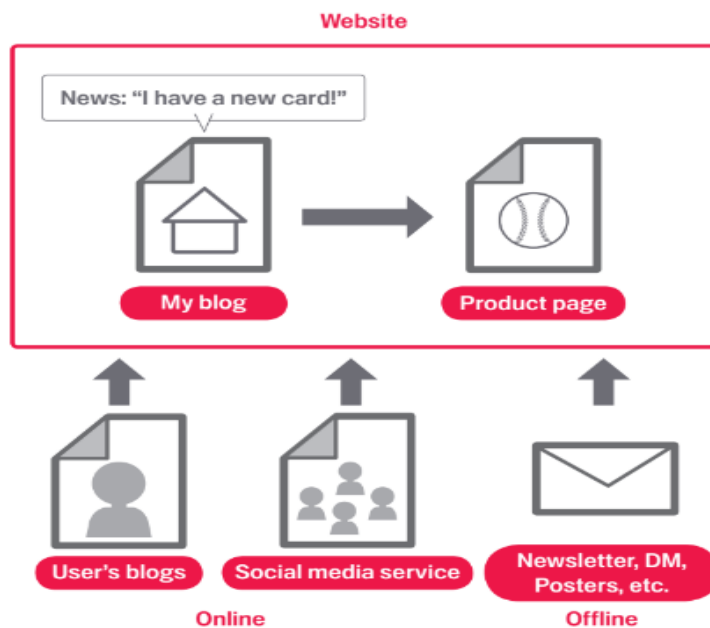 Website
News: “I have a new card!”
My blog
Product page
User's blogs
Social media service
Newsletter, DM,
Posters, etc.
Online
Offline